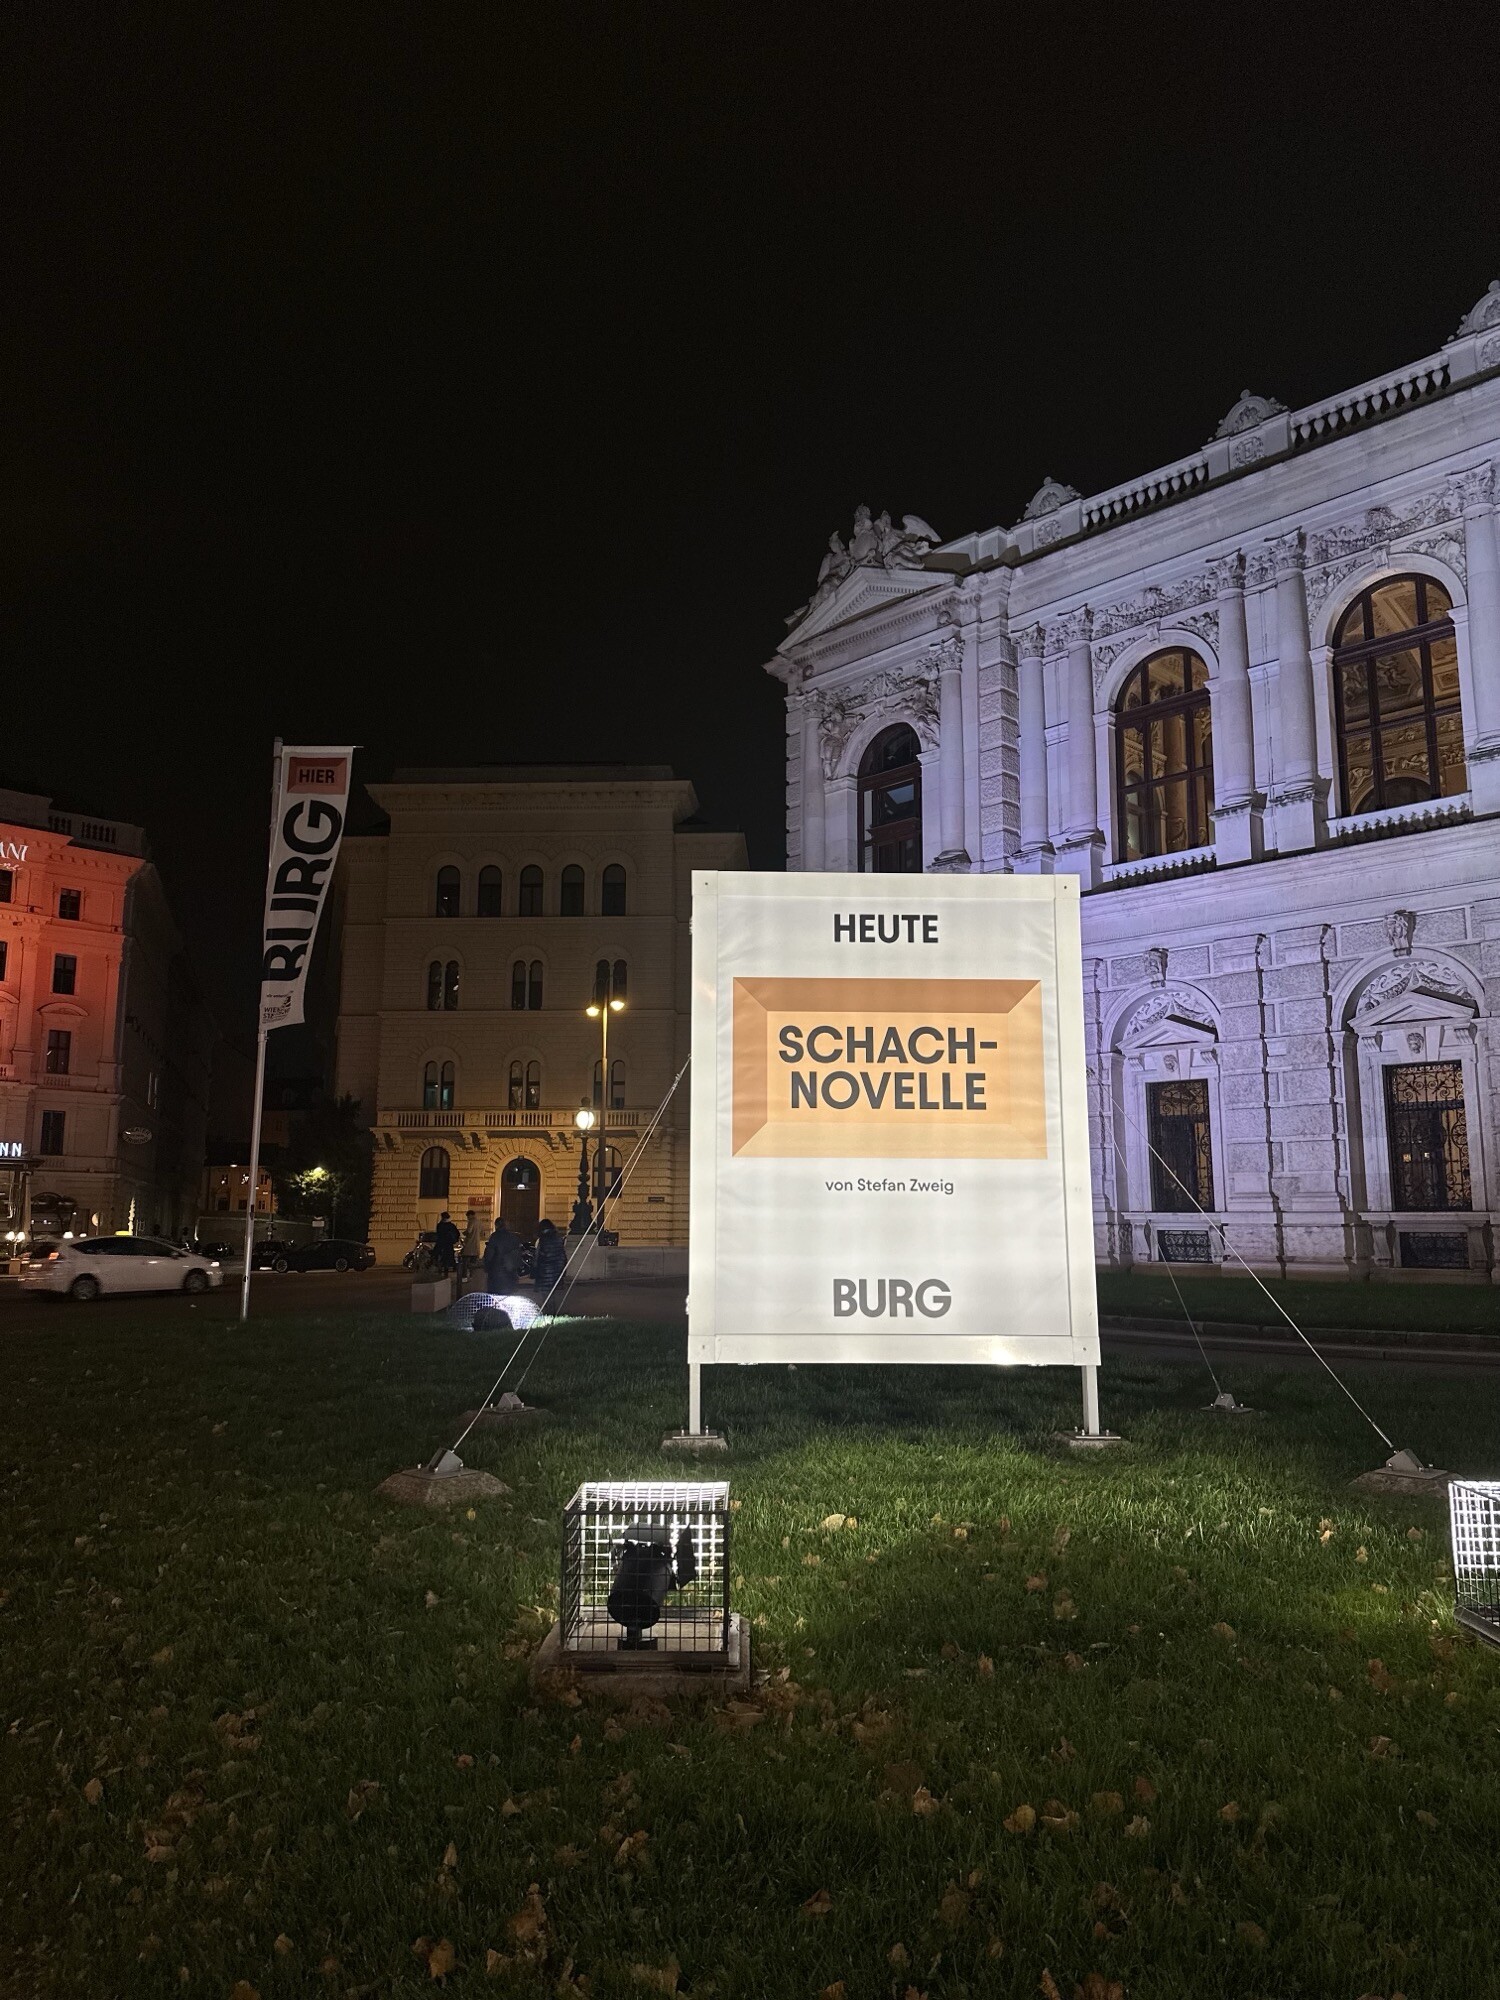 HIER
BURG
HEUTE
SCHACH-
NOVELLE
von Stefan Zweig
BURG